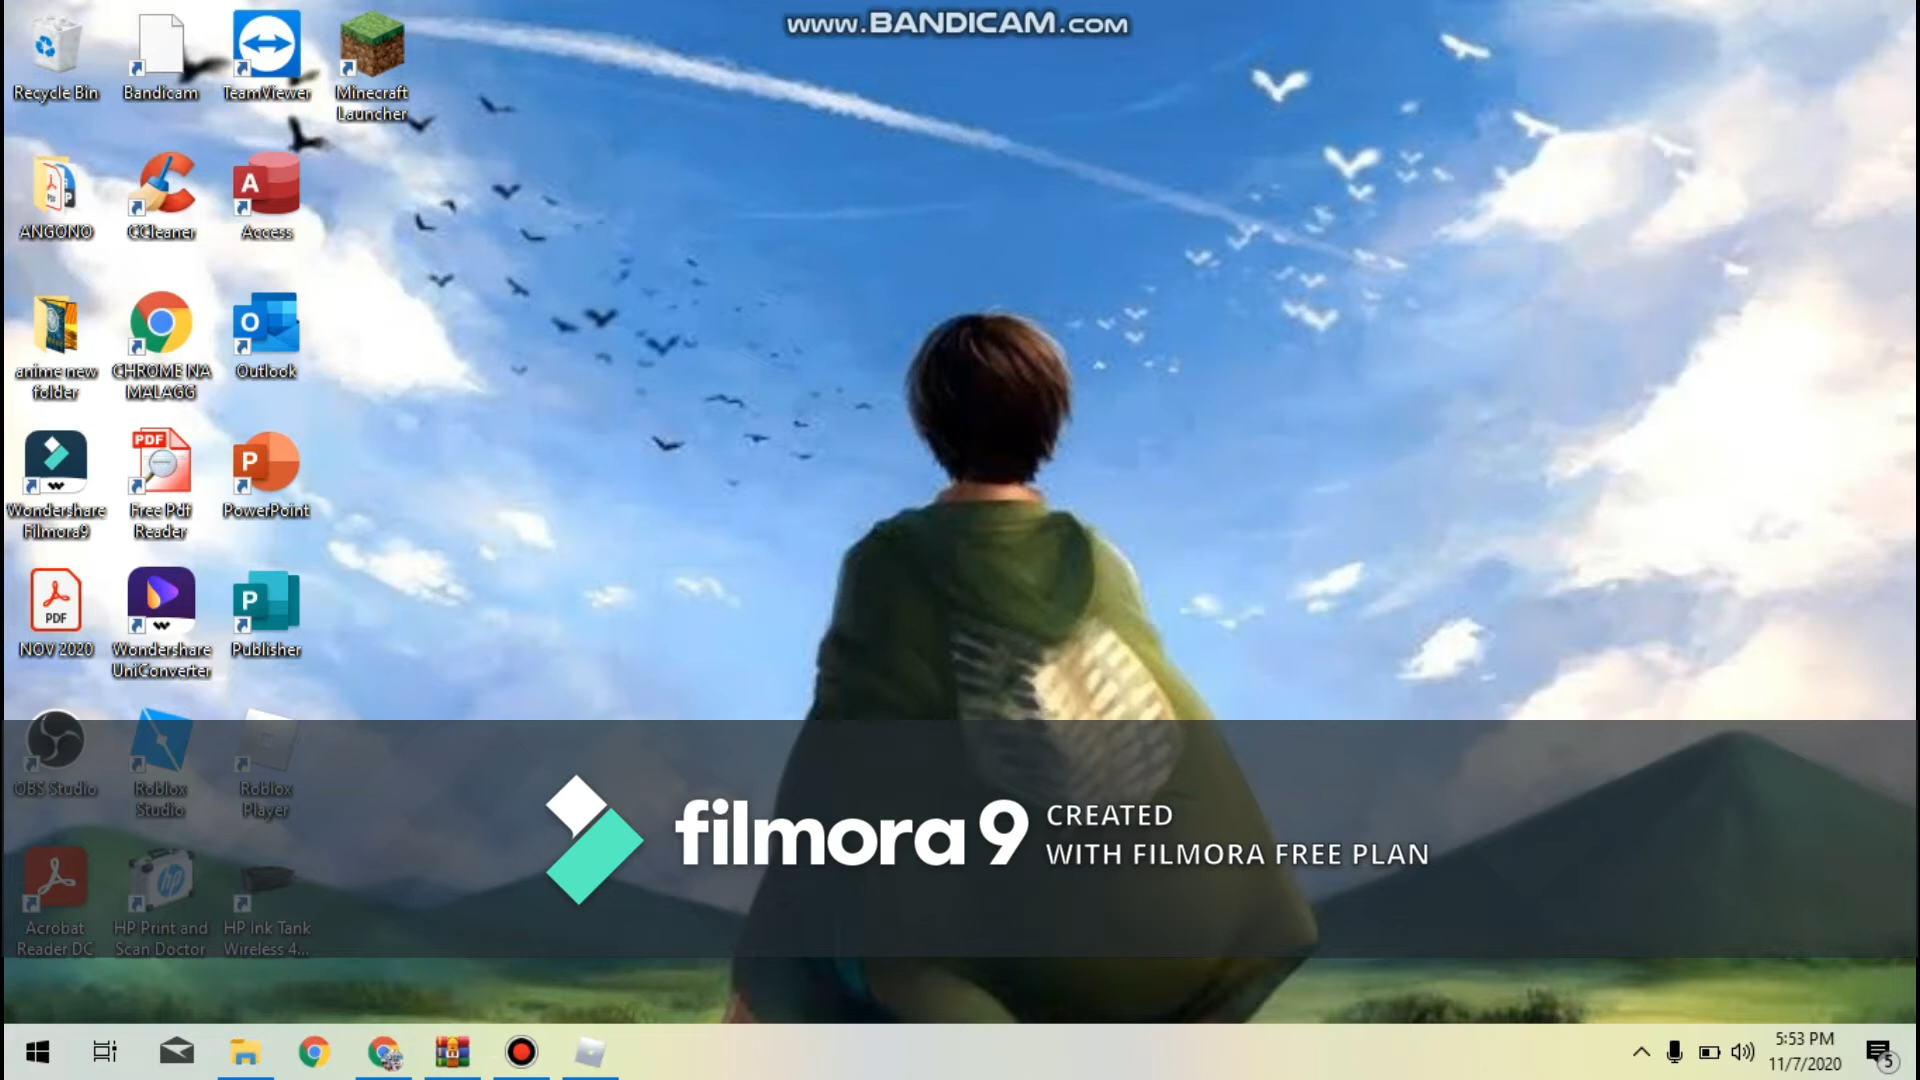 www.BANDICAM.com
Recycle Bin
Bandicam
TeamViewer
Minecraft
Launcher
ANGONO
CCleaner
Access
anime new
folder
CHROME NA
MALAGG
Outlook
Wondershare
Filmora9
Free Pdf
Reader
PowerPoint
NOV 2020
Wondershare
UniConverter
Publisher
OBS Studio
Roblox
Studio
Roblox
Player
Acrobat
Reader DC
HP Print and
Scan Doctor
HP Ink Tank
Wireless 4...
filmora 9
CREATED
WITH FILMORA FREE PLAN
5:53 PM
11/7/2020
5